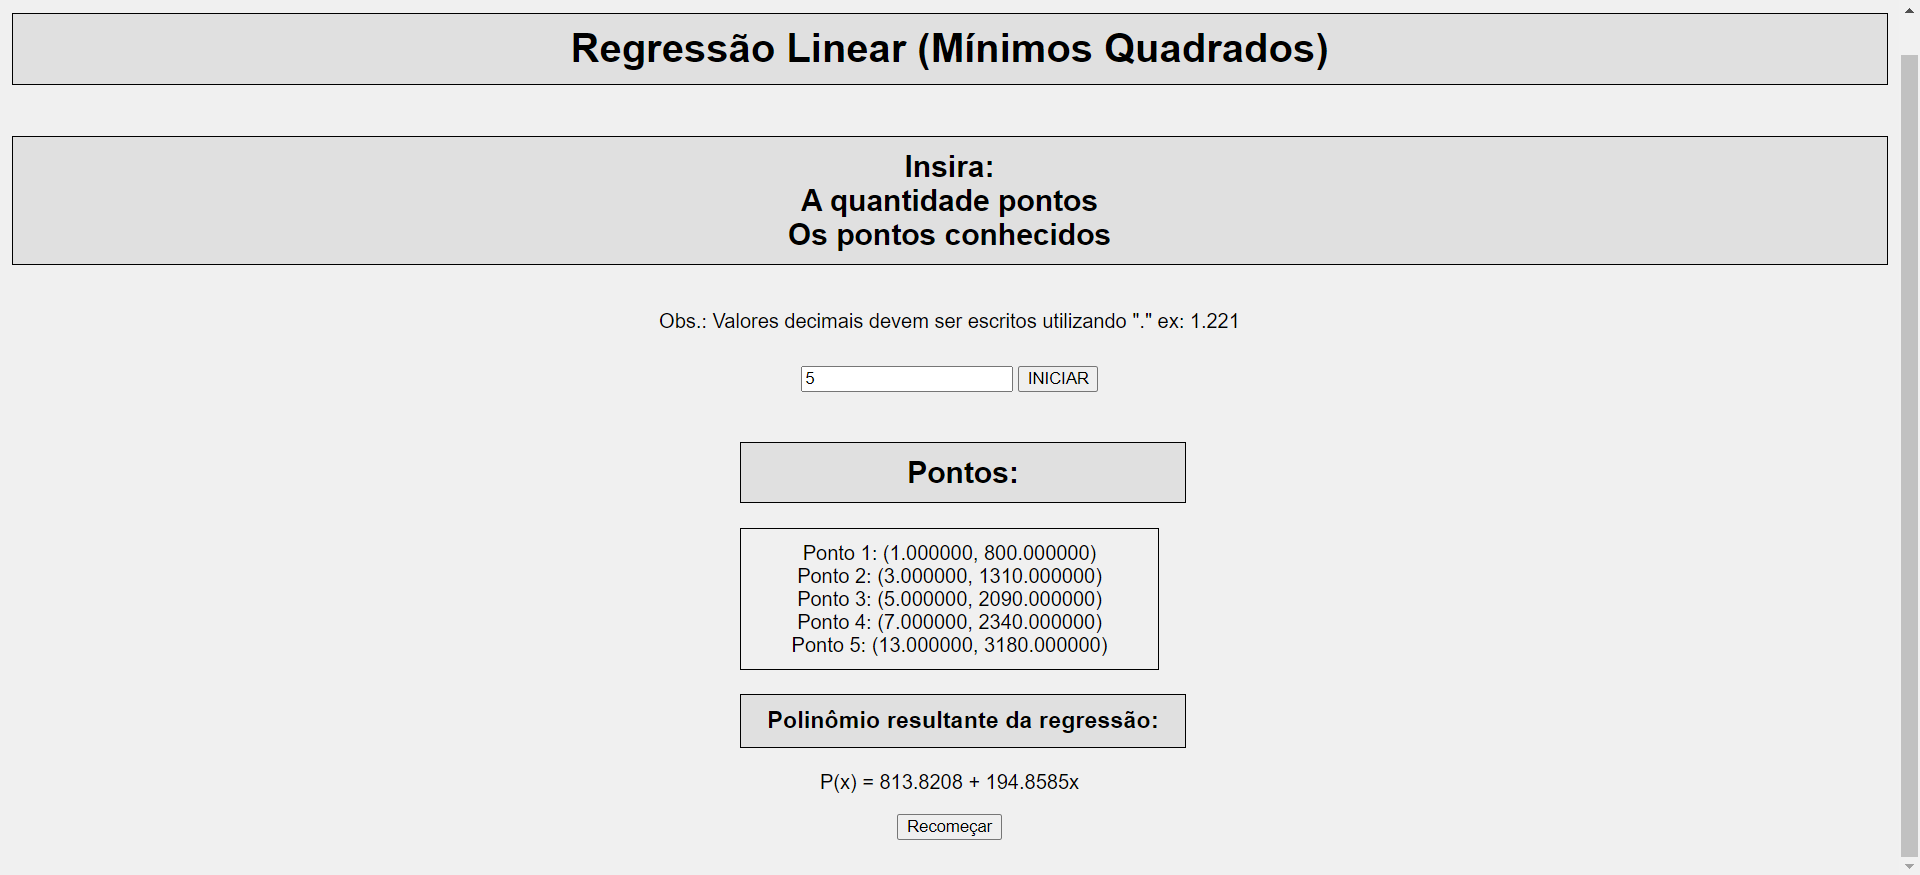 Regressão Linear (Mínimos Quadrados)
Insira:
A quantidade pontos
Os pontos conhecidos
Obs.: Valores decimais devem ser escritos utilizando "." ex: 1.221
5 INICIAR
Pontos:
Ponto 1: (1.000000, 800.000000)
Ponto 2: (3.000000, 1310.000000)
Ponto 3: (5.000000, 2090.000000)
Ponto 4: (7.000000, 2340.000000)
Ponto 5: (13.000000, 3180.000000)
Polinômio resultante da regressão:
P(x) = 813.8208 + 194.8585x
Recomeçar